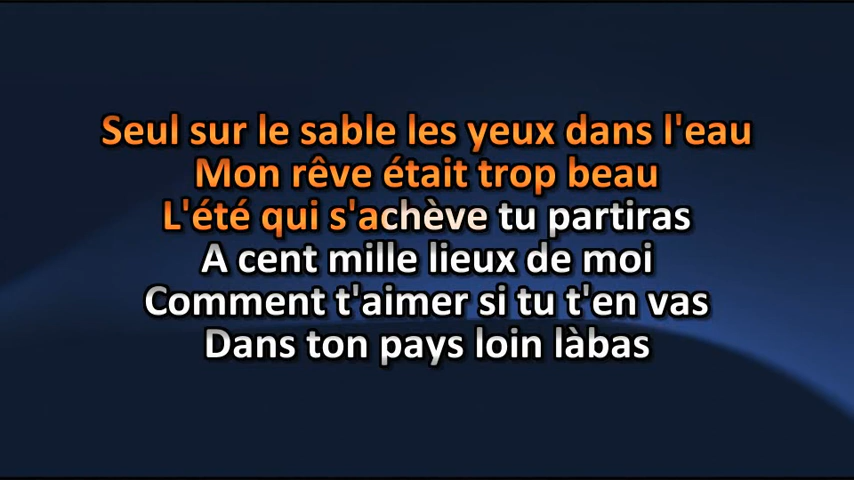 Seul sur le sable les yeux dans l'eau
Mon rêve était trop beau
L'été qui s'achève tu partiras
A cent mille lieux de moi
Comment t'aimer si tu t'en vas
Dans ton pays loin làbas